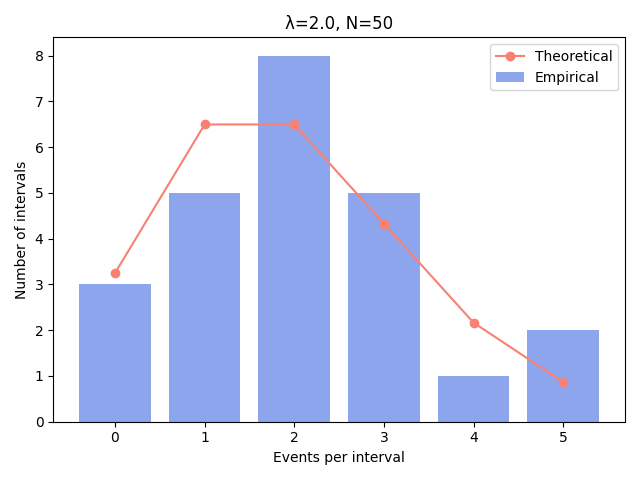 λ=2.0, N=50
Number of intervals
8
7
6
5
4
3
2
1
0
Theoretical
Empirical
0 1 2 3 4 5
Events per interval